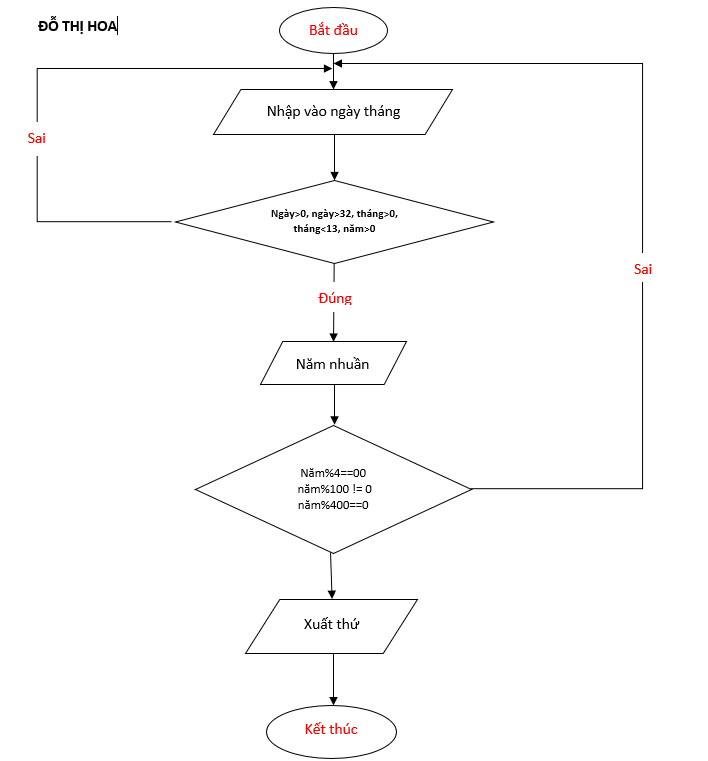 ĐỖ THỊ HOA
Bắt đầu
Nhập vào ngày tháng
Sai
Ngày>0, ngày>32, tháng>0,
tháng<13, năm>0
Sai
Đúng
Năm nhuần
Năm%4==00
năm%100 != 0
năm%400==0
Xuất thứ
Kết thúc